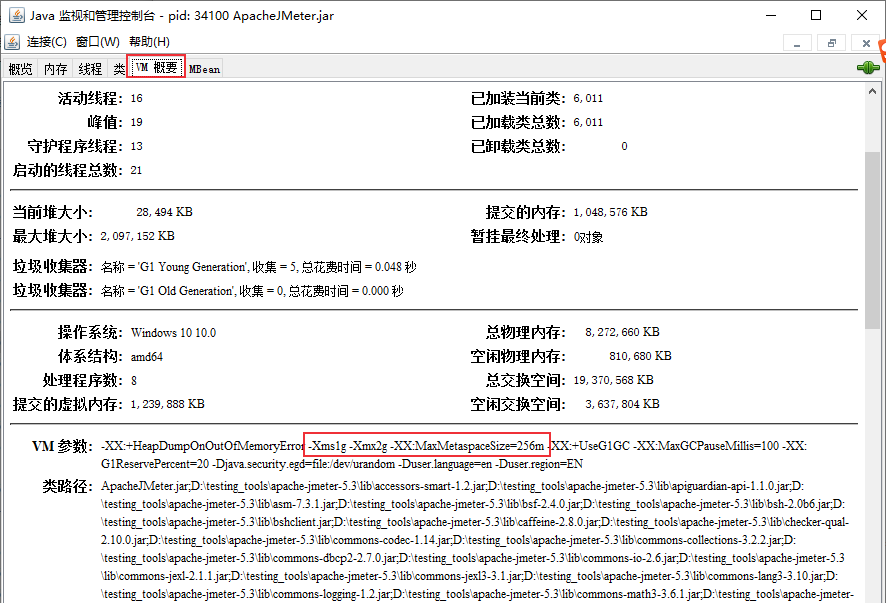 Java 监视和管理控制台 - pid: 34100 ApacheJMeter.jar
连接(C) 窗口(W) 帮助(H)
概览 内存 线程 类 VM 概要 MBean
活动线程: 16 已加装当前类: 6,011
峰值: 19 已加载类总数: 6,011
守护程序线程: 13 已卸载类总数: 0
启动的线程总数: 21
当前堆大小: 28,494 KB 提交的内存: 1,048,576 KB
最大堆大小: 2,097,152 KB 暂挂最终处理: 0对象
垃圾收集器: 名称 = 'G1 Young Generation', 收集 = 5, 总花费时间 = 0.048 秒
垃圾收集器: 名称 = 'G1 Old Generation', 收集 = 0, 总花费时间 = 0.000 秒
操作系统: Windows 10 10.0 总物理内存: 8,272,660 KB
体系结构: amd64 空闲物理内存: 810,680 KB
处理程序数: 8 总交换空间: 19,370,568 KB
提交的虚拟内存: 1,239,888 KB 空闲交换空间: 3,637,804 KB
VM 参数: -XX:+HeapDumpOnOutOfMemoryError -Xms1g -Xmx2g -XX:MaxMetaspaceSize=256m -XX:+UseG1GC -XX:MaxGCPauseMillis=100 -XX:
G1ReservePercent=20 -Djava.security.egd=file:/dev/urandom -Duser.language=en -Duser.region=EN
类路径: ApacheJMeter.jar;D:\testing_tools\apache-jmeter-5.3\lib\accessors-smart-1.2.jar;D:\testing_tools\apache-jmeter-5.3\lib\apiguardian-api-1.1.0.jar;D:
\testing_tools\apache-jmeter-5.3\lib\asm-7.3.1.jar;D:\testing_tools\apache-jmeter-5.3\lib\bsf-2.4.0.jar;D:\testing_tools\apache-jmeter-5.3\lib\bsh-2.0b6.jar;D:
\testing_tools\apache-jmeter-5.3\lib\bshclient.jar;D:\testing_tools\apache-jmeter-5.3\lib\caffeine-2.8.0.jar;D:\testing_tools\apache-jmeter-5.3\lib\checker-qual-
2.10.0.jar;D:\testing_tools\apache-jmeter-5.3\lib\commons-codec-1.14.jar;D:\testing_tools\apache-jmeter-5.3\lib\commons-collections-3.2.2.jar;D:
\testing_tools\apache-jmeter-5.3\lib\commons-dbcp2-2.7.0.jar;D:\testing_tools\apache-jmeter-5.3\lib\commons-io-2.6.jar;D:\testing_tools\apache-jmeter-5.3
\lib\commons-jexl-2.1.1.jar;D:\testing_tools\apache-jmeter-5.3\lib\commons-jexl3-3.1.jar;D:\testing_tools\apache-jmeter-5.3\lib\commons-lang3-3.10.jar;D:
\testing_tools\apache-jmeter-5.3\lib\commons-logging-1.2.jar;D:\testing_tools\apache-jmeter-5.3\lib\commons-math3-3.6.1.jar;D:\testing_tools\apache-jmeter-